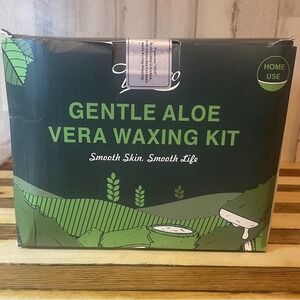 HOME
USE
GENTLE ALOE
VERA WAXING KIT
Smooth Skin, Smooth Life